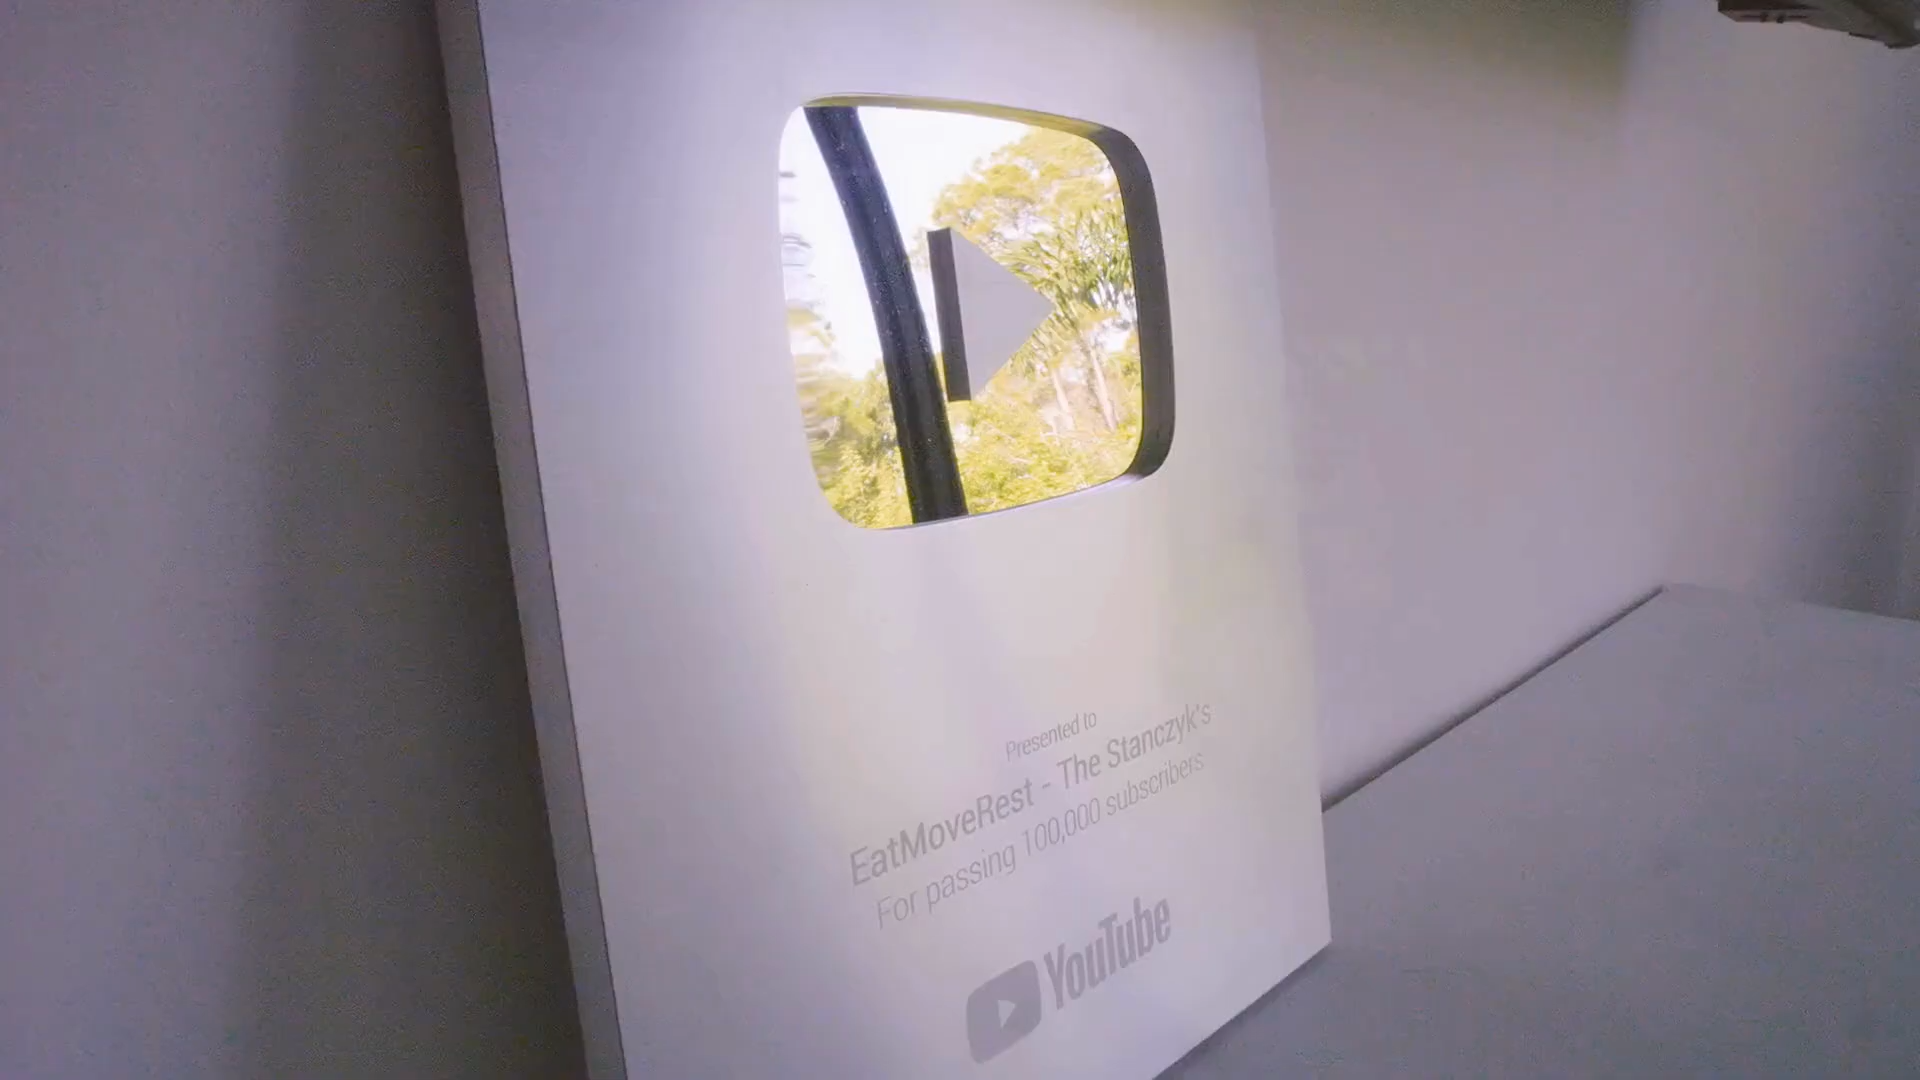 Presented to
EatMoveRest - The Stanczyk's
For passing 100,000 subscribers
YouTube